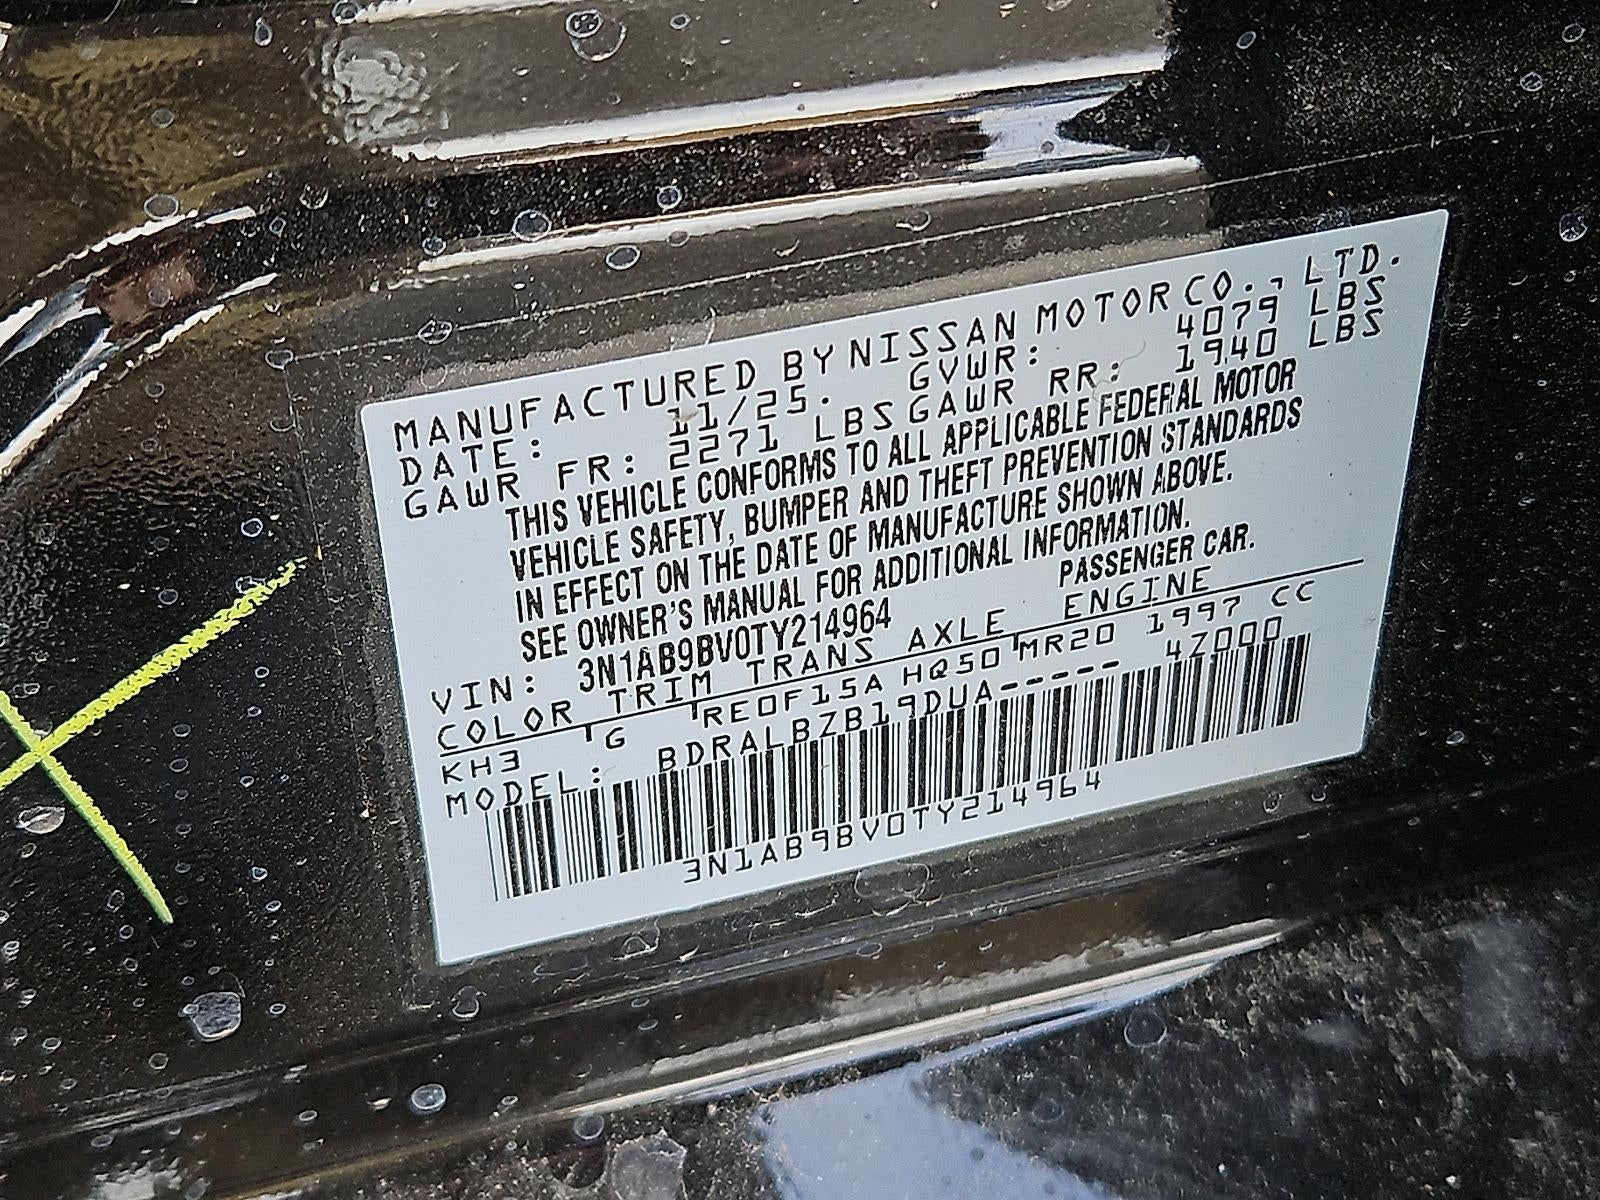 MANUFACTURED BY NISSAN MOTOR CO., LTD.
DATE: 11/25. GVWR: 4079 LBS
GAWR FR: 2271 LBS GAWR RR: 1940 LBS
THIS VEHICLE CONFORMS TO ALL APPLICABLE FEDERAL MOTOR
VEHICLE SAFETY, BUMPER AND THEFT PREVENTION STANDARDS
IN EFFECT ON THE DATE OF MANUFACTURE SHOWN ABOVE.
SEE OWNER'S MANUAL FOR ADDITIONAL INFORMATION.
VIN: 3N1AB9BV0TY214964 PASSENGER CAR.
COLOR TRIM TRANS AXLE ENGINE
KH3 G RE0F15A HQ50 MR20 1997 CC
MODEL: BDRALBZB19DUA----- 4Z000
3N1AB9BV0TY214964